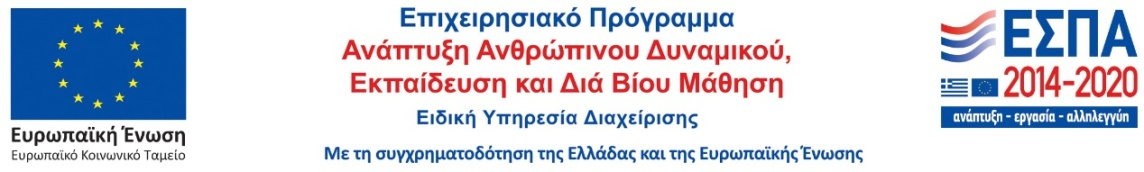 Ευρωπαϊκή Ένωση
Ευρωπαϊκό Κοινωνικό Ταμείο
Επιχειρησιακό Πρόγραμμα
Ανάπτυξη Ανθρώπινου Δυναμικού,
Εκπαίδευση και Διά Βίου Μάθηση
Ειδική Υπηρεσία Διαχείρισης
Με τη συγχρηματοδότηση της Ελλάδας και της Ευρωπαϊκής Ένωσης
ΕΣΠΑ
2014-2020
ανάπτυξη - εργασία - αλληλεγγύη